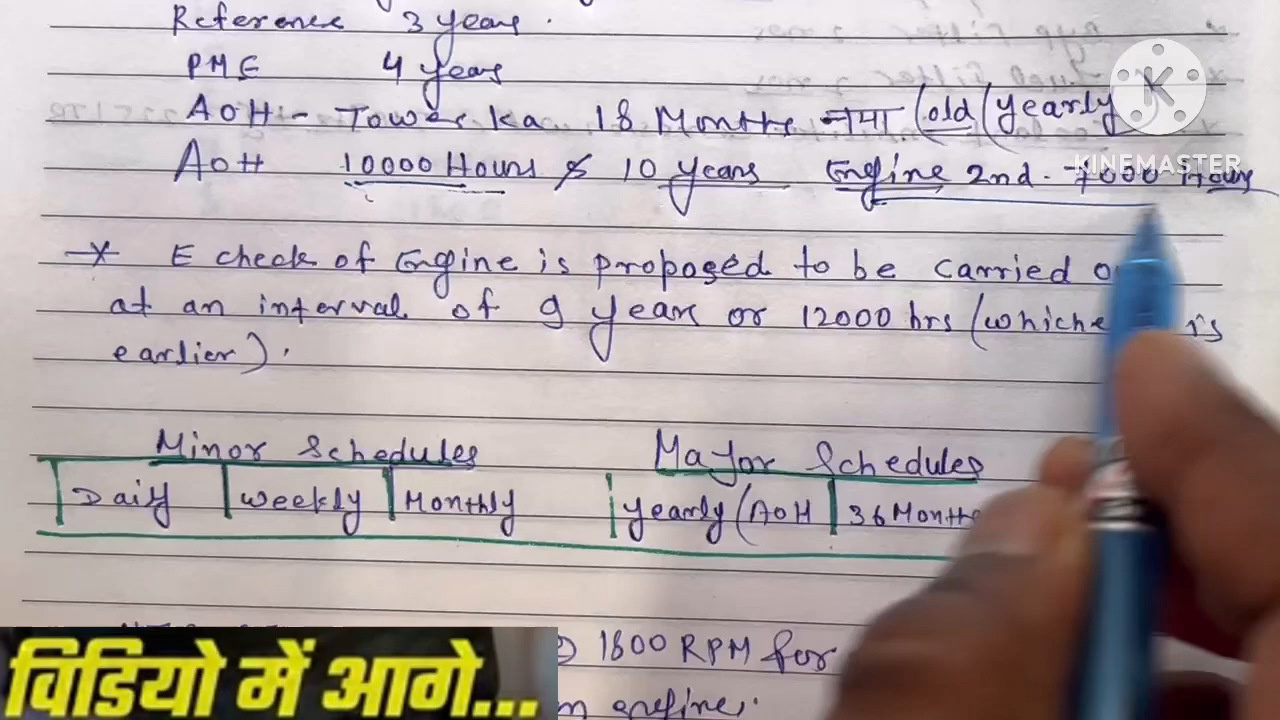 Reference 3 years.
PME 4 years
AOH - Tower ka 18 Months नया (old (yearly
K
AOH 10000 Hours & 10 years Engine 2nd - 7000 Hours
KINEMASTER
* E check of Engine is proposed to be carried
at an interval of 9 years or 12000 hrs (whiche is
earlier).
Minor Schedules Major Schedules
Daily weekly Monthly yearly (AOH 36 Months
1800 RPM for
विडियो में आगे...
engine.